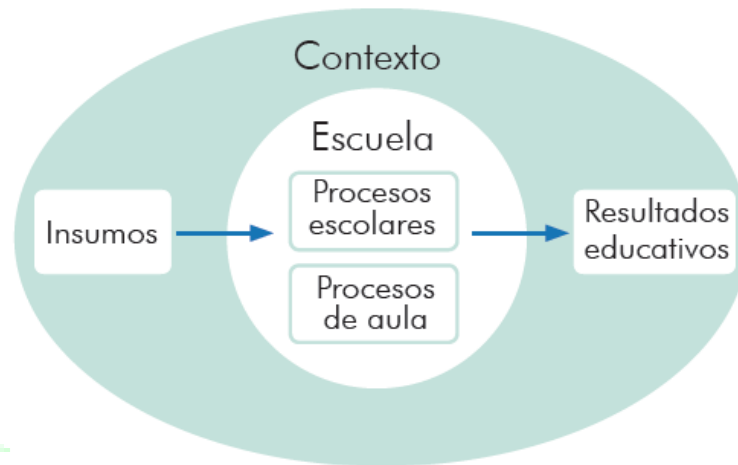 Contexto
Escuela
Insumos
Procesos
escolares
Procesos
de aula
Resultados
educativos